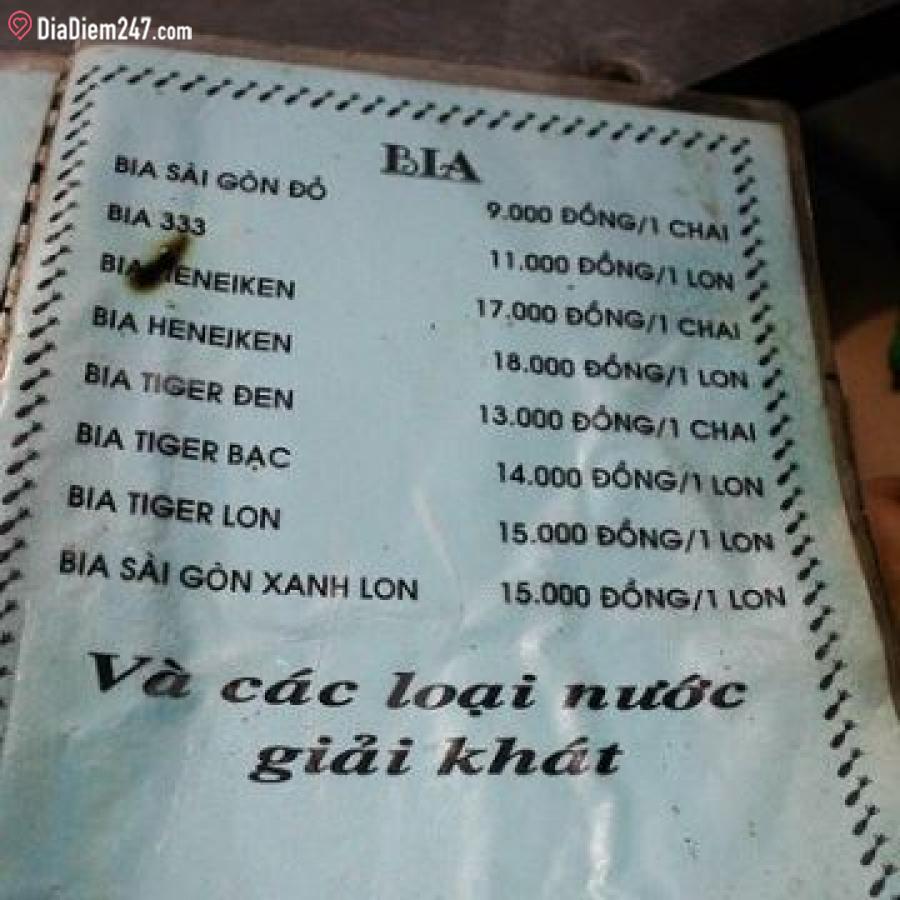 DiaDiem247.com
BIA
BIA SÀI GÒN ĐỎ 9.000 ĐỒNG/1 CHAI
BIA 333 11.000 ĐỒNG/1 LON
BIA HENEIKEN 17.000 ĐỒNG/1 CHAI
BIA HENEIKEN 18.000 ĐỒNG/1 LON
BIA TIGER ĐEN 13.000 ĐỒNG/1 CHAI
BIA TIGER BẠC 14.000 ĐỒNG/1 LON
BIA TIGER LON 15.000 ĐỒNG/1 LON
BIA SÀI GÒN XANH LON 15.000 ĐỒNG/1 LON
Và các loại nước
giải khát